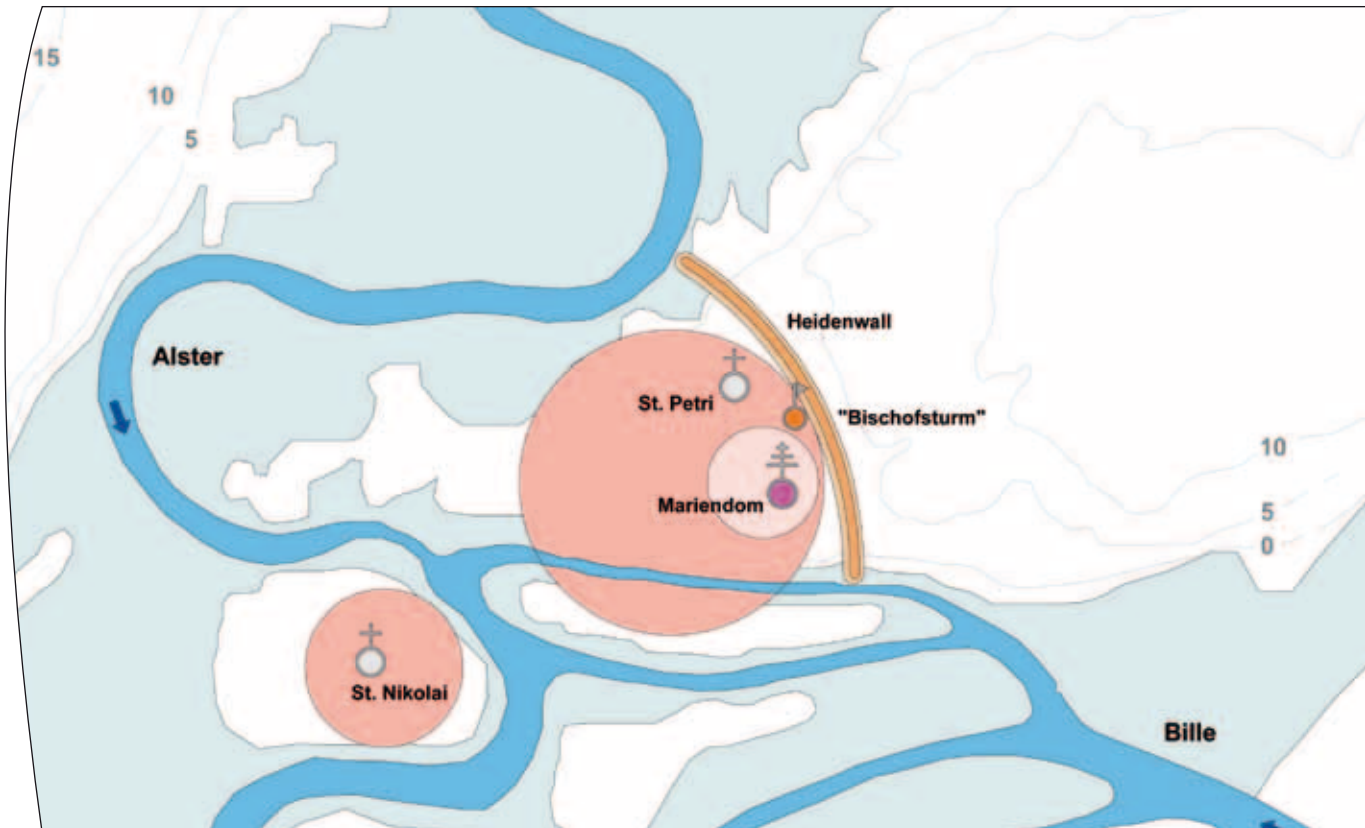 15
10
5
Heidenwall
Alster
St. Petri
"Bischofsturm"
10
Mariendom
5
0
St. Nikolai
Bille